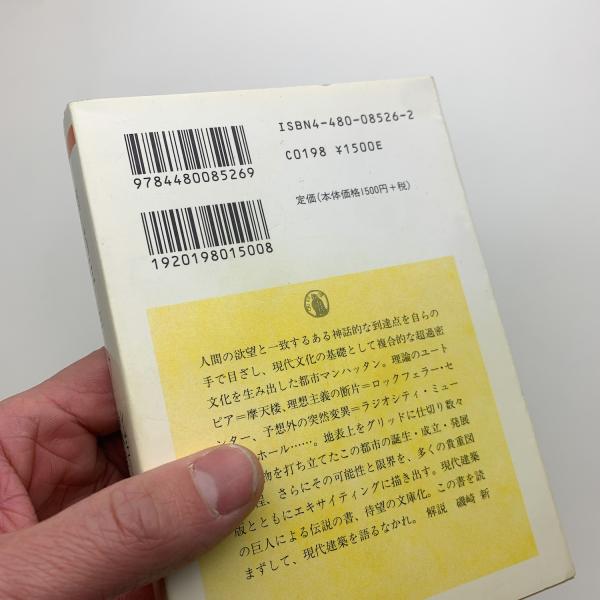 ISBN4-480-08526-2
C0198 ¥1500E
9784480085269
定価(本体価格1500円+税)
1920198015008
人間の欲望と一致するある神話的な到達点を自らの
手で目ざし、現代文化の基礎として複合的な超過密
文化を生み出した都市マンハッタン。理論のユート
ピア=摩天楼、理想主義の断片=ロックフェラー・セ
ンター、予想外の突然変異=ラジオシティ・ミュー
ホール……。地表上をグリッドに仕切り数々
物を打ち立てたこの都市の誕生・成立・発展
、さらにその可能性と限界を、多くの貴重図
版とともにエキサイティングに描き出す。現代建築
の巨人による伝説の書、待望の文庫化。この書を読
まずして、現代建築を語るなかれ。 解説 磯崎 新